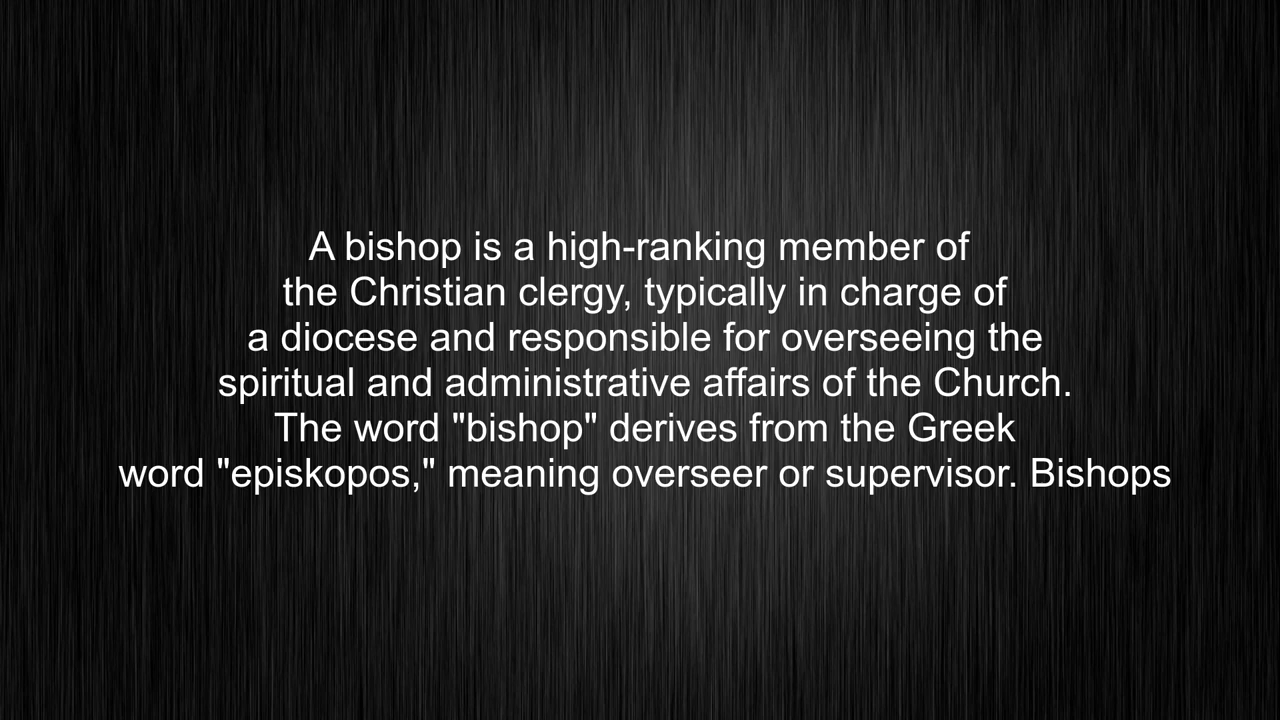 A bishop is a high-ranking member of
the Christian clergy, typically in charge of
a diocese and responsible for overseeing the
spiritual and administrative affairs of the Church.
The word "bishop" derives from the Greek
word "episkopos," meaning overseer or supervisor. Bishops